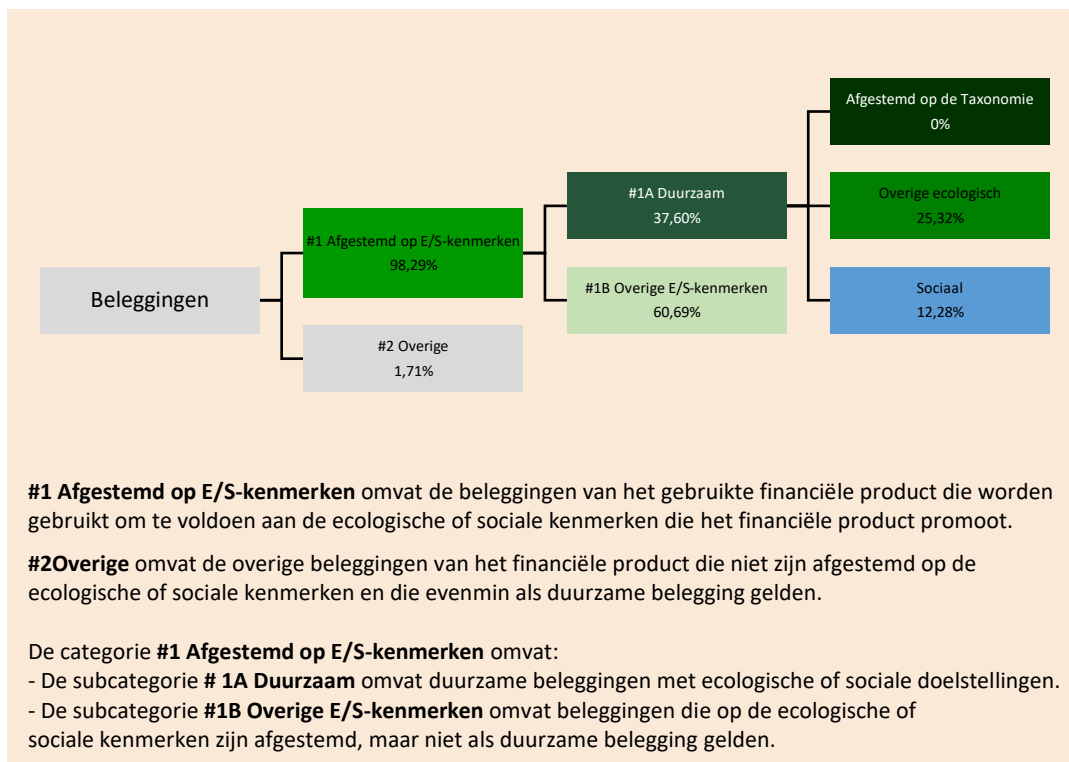 Beleggingen
#1 Afgestemd op E/S-kenmerken
98,29%
#2 Overige
1,71%
#1A Duurzaam
37,60%
#1B Overige E/S-kenmerken
60,69%
Afgestemd op de Taxonomie
0%
Overige ecologisch
25,32%
Sociaal
12,28%
#1 Afgestemd op E/S-kenmerken omvat de beleggingen van het gebruikte financiële product die worden
gebruikt om te voldoen aan de ecologische of sociale kenmerken die het financiële product promoot.
#2Overige omvat de overige beleggingen van het financiële product die niet zijn afgestemd op de
ecologische of sociale kenmerken en die evenmin als duurzame belegging gelden.
De categorie #1 Afgestemd op E/S-kenmerken omvat:
- De subcategorie # 1A Duurzaam omvat duurzame beleggingen met ecologische of sociale doelstellingen.
- De subcategorie #1B Overige E/S-kenmerken omvat beleggingen die op de ecologische of
sociale kenmerken zijn afgestemd, maar niet als duurzame belegging gelden.